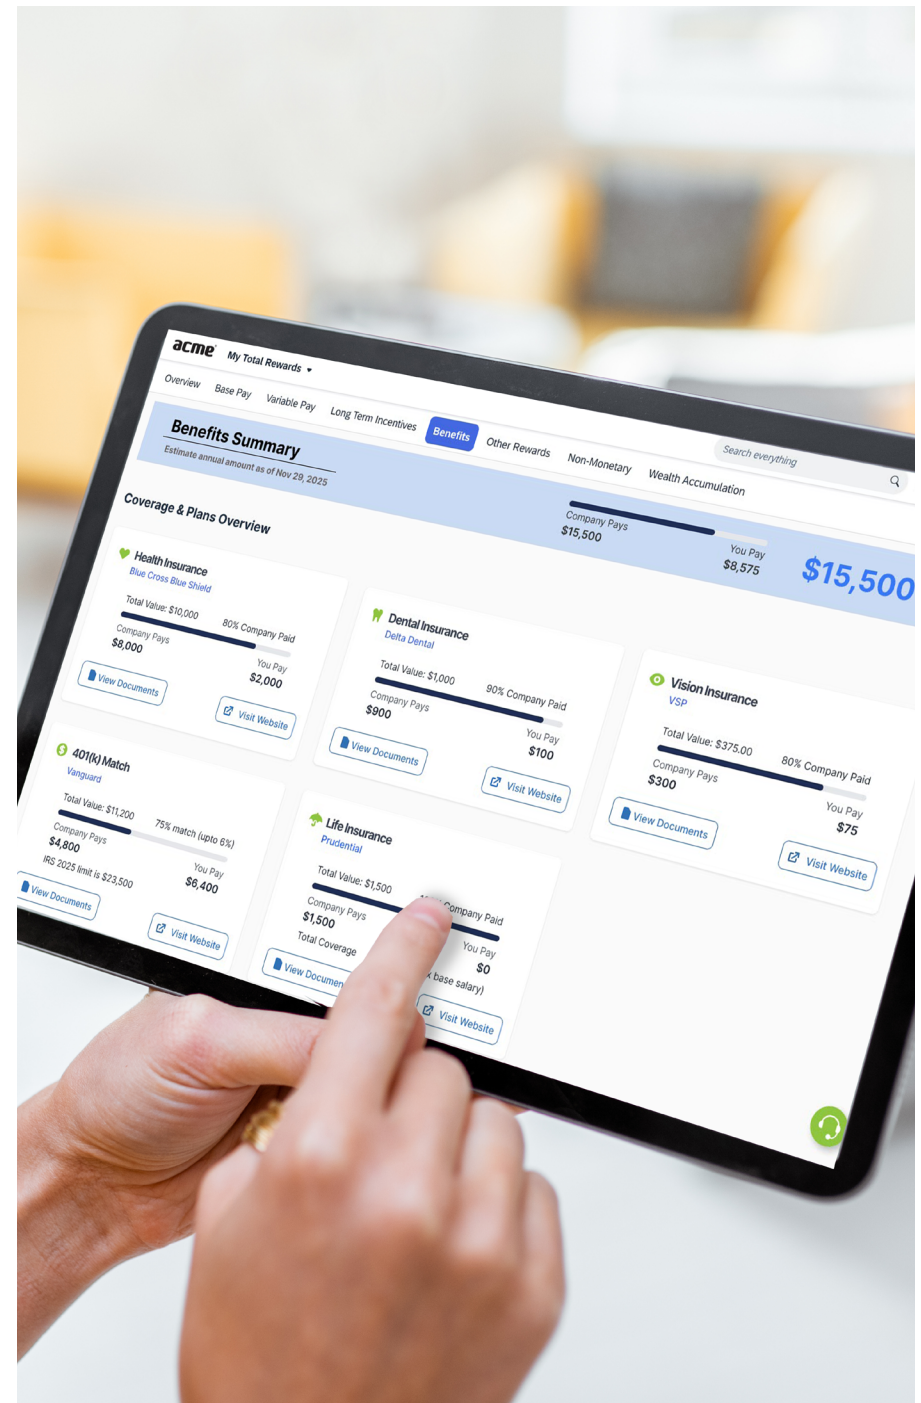 acme
My Total Rewards
Search everything
Overview Base Pay Variable Pay Long Term Incentives Benefits Other Rewards Non-Monetary Wealth Accumulation
Benefits Summary
Estimate annual amount as of Nov 29, 2025
Company Pays
$15,500
You Pay
$8,575
$15,500
Coverage & Plans Overview
Health Insurance
Blue Cross Blue Shield
Total Value: $10,000 80% Company Paid
Company Pays
$8,000
You Pay
$2,000
View Documents
Visit Website
Dental Insurance
Delta Dental
Total Value: $1,000 90% Company Paid
Company Pays
$900
You Pay
$100
View Documents
Visit Website
Vision Insurance
VSP
Total Value: $375.00 80% Company Paid
Company Pays
$300
You Pay
$75
View Documents
Visit Website
401(k) Match
Vanguard
Total Value: $11,200 75% match (upto 6%)
Company Pays
$4,800
You Pay
$6,400
IRS 2025 limit is $23,500
View Documents
Visit Website
Life Insurance
Prudential
Total Value: $1,500 Company Paid
Company Pays
$1,500
You Pay
$0
Total Coverage base salary)
View
Visit Website